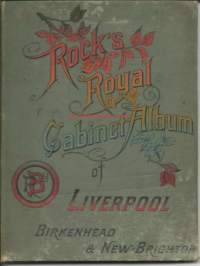 Rock's
Royal
Cabinet Album
of
LIVERPOOL
BIRKENHEAD
& NEW-BRIGHTON